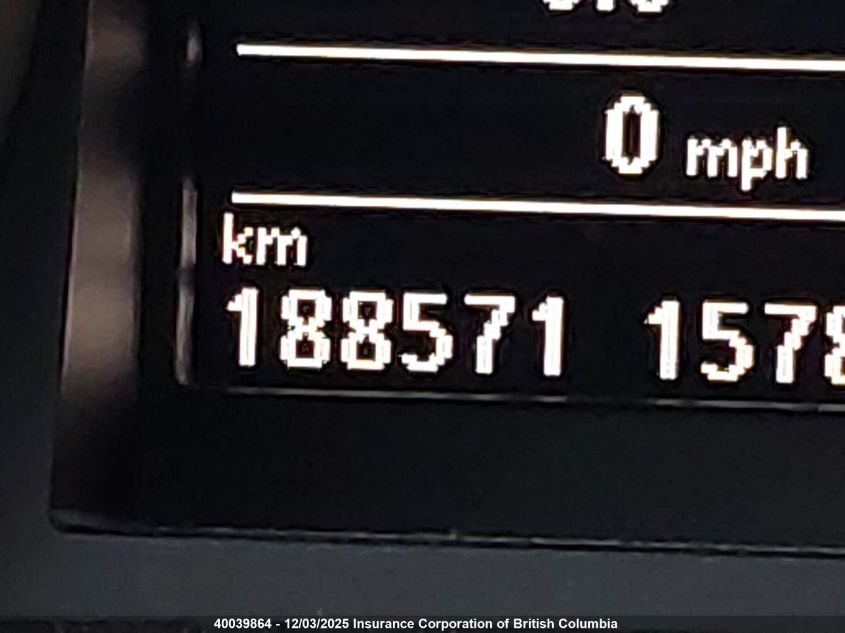 0 mph
km
188571 1578
40039864 - 12/03/2025 Insurance Corporation of British Columbia